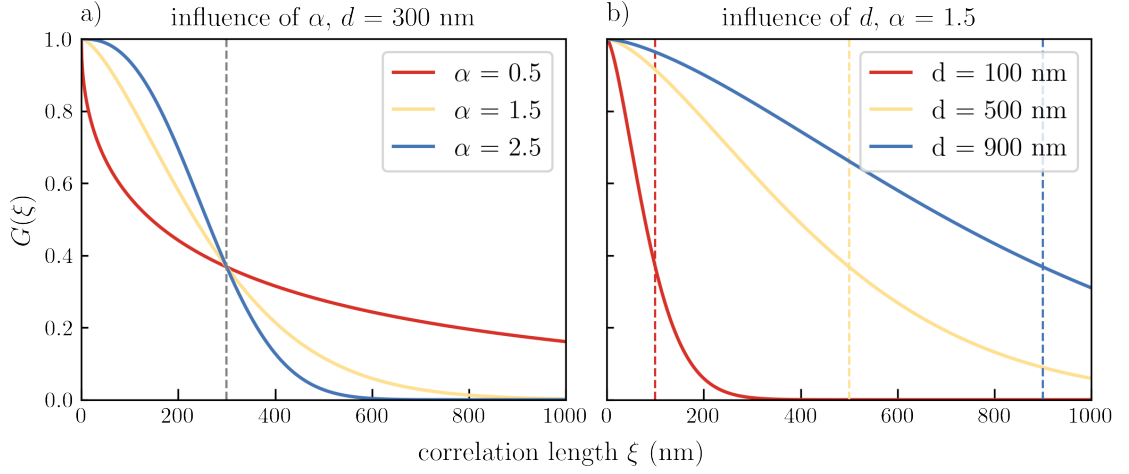 a) influence of α, d = 300 nm
b) influence of d, α = 1.5
1.0
0.8
0.6
0.4
0.2
0.0
G(ξ)
α = 0.5
α = 1.5
α = 2.5
d = 100 nm
d = 500 nm
d = 900 nm
0 200 400 600 800 1000
0 200 400 600 800 1000
correlation length ξ (nm)